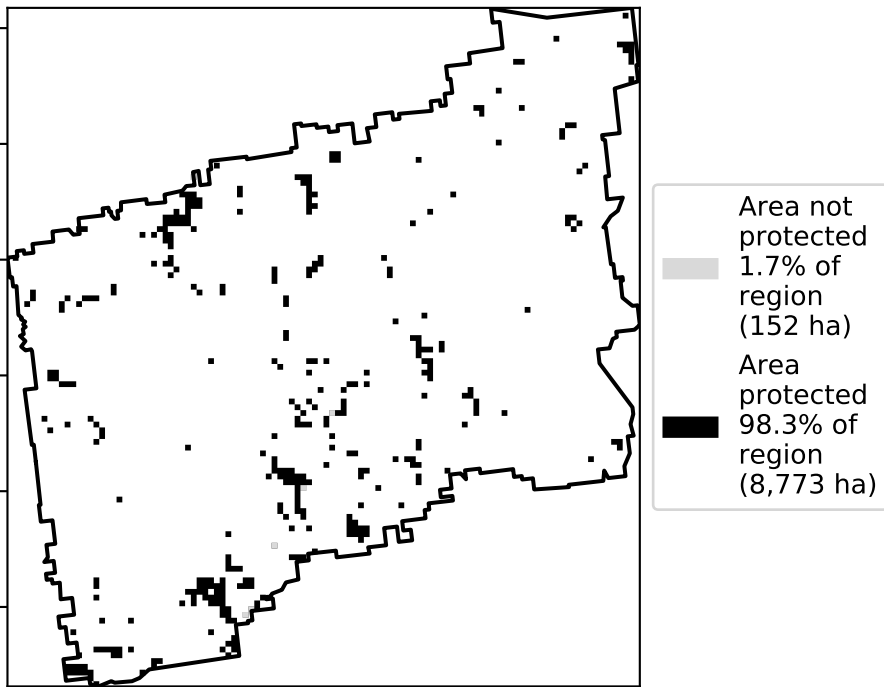 Area not
protected
1.7% of
region
(152 ha)
Area
protected
98.3% of
region
(8,773 ha)